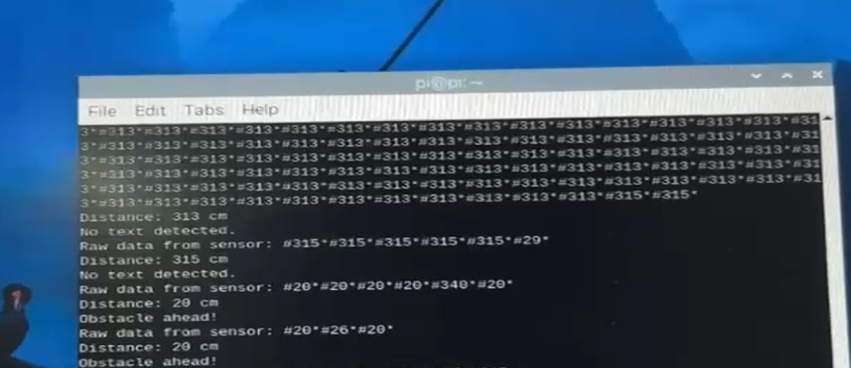 pi@pi: ~
File Edit Tabs Help
3*#313*#313*#313*#313*#313*#313*#313*#313*#313*#313*#313*#313*#313*#313*#313*#31
3*#313*#313*#313*#313*#313*#313*#313*#313*#313*#313*#313*#313*#313*#313*#313*#31
3*#313*#313*#313*#313*#313*#313*#313*#313*#313*#313*#313*#313*#313*#313*#313*#31
3*#313*#313*#313*#313*#313*#313*#313*#313*#313*#313*#313*#313*#313*#313*#313*#31
3*#313*#313*#313*#313*#313*#313*#313*#313*#313*#313*#313*#313*#313*#313*#313*#31
3*#313*#313*#313*#313*#313*#313*#313*#313*#313*#313*#315*#315*
Distance: 313 cm
No text detected.
Raw data from sensor: #315*#315*#315*#315*#315*#29*
Distance: 315 cm
No text detected.
Raw data from sensor: #20*#20*#20*#20*#340*#20*
Distance: 20 cm
Obstacle ahead!
Raw data from sensor: #20*#26*#20*
Distance: 20 cm
Obstacle ahead!